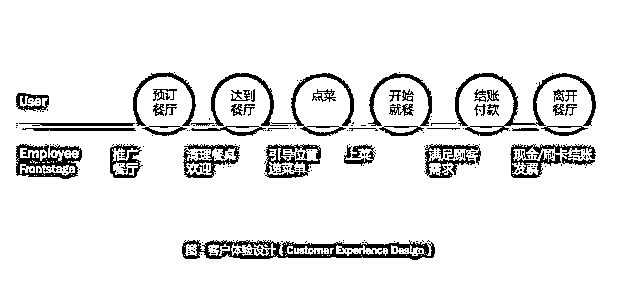 User
预订
餐厅
达到
餐厅
点菜
开始
就餐
结账
付款
离开
餐厅
Employee
Frontstage
推广
餐厅
清理餐桌
欢迎
引导位置
递菜单
上菜
满足顾客
需求
现金/刷卡结账
发票
图：客户体验设计（Customer Experience Design）